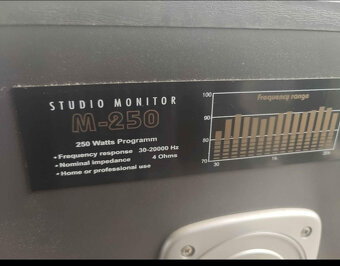 STUDIO MONITOR
M-250
250 Watts Programm
• Frequency response 30-20000 Hz
• Nominal impedance 4 Ohms
• Home or professional use
Frequency range
100
90
80
70
30
1K